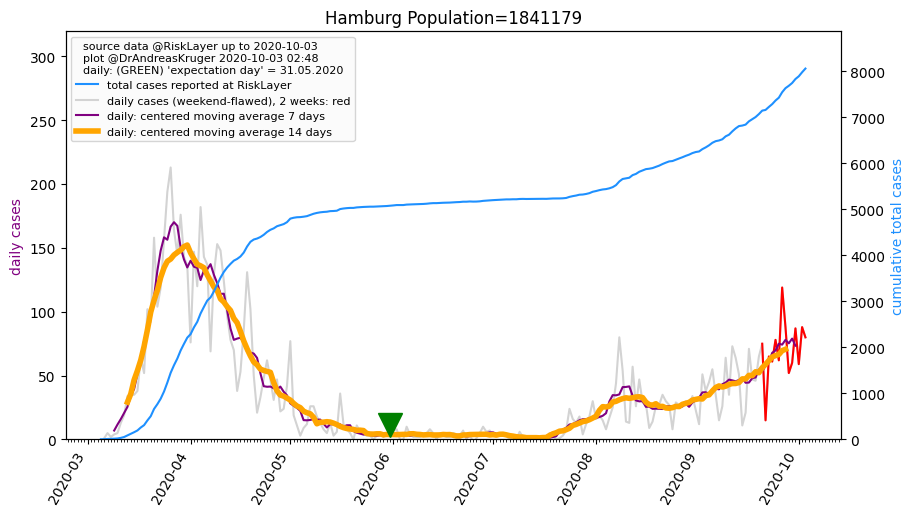 Hamburg Population=1841179
source data @RiskLayer up to 2020-10-03
plot @DrAndreasKruger 2020-10-03 02:48
daily: (GREEN) 'expectation day' = 31.05.2020
total cases reported at RiskLayer
daily cases (weekend-flawed), 2 weeks: red
daily: centered moving average 7 days
daily: centered moving average 14 days
daily cases
300
250
200
150
100
50
0
cumulative total cases
8000
7000
6000
5000
4000
3000
2000
1000
0
2020-03
2020-04
2020-05
2020-06
2020-07
2020-08
2020-09
2020-10